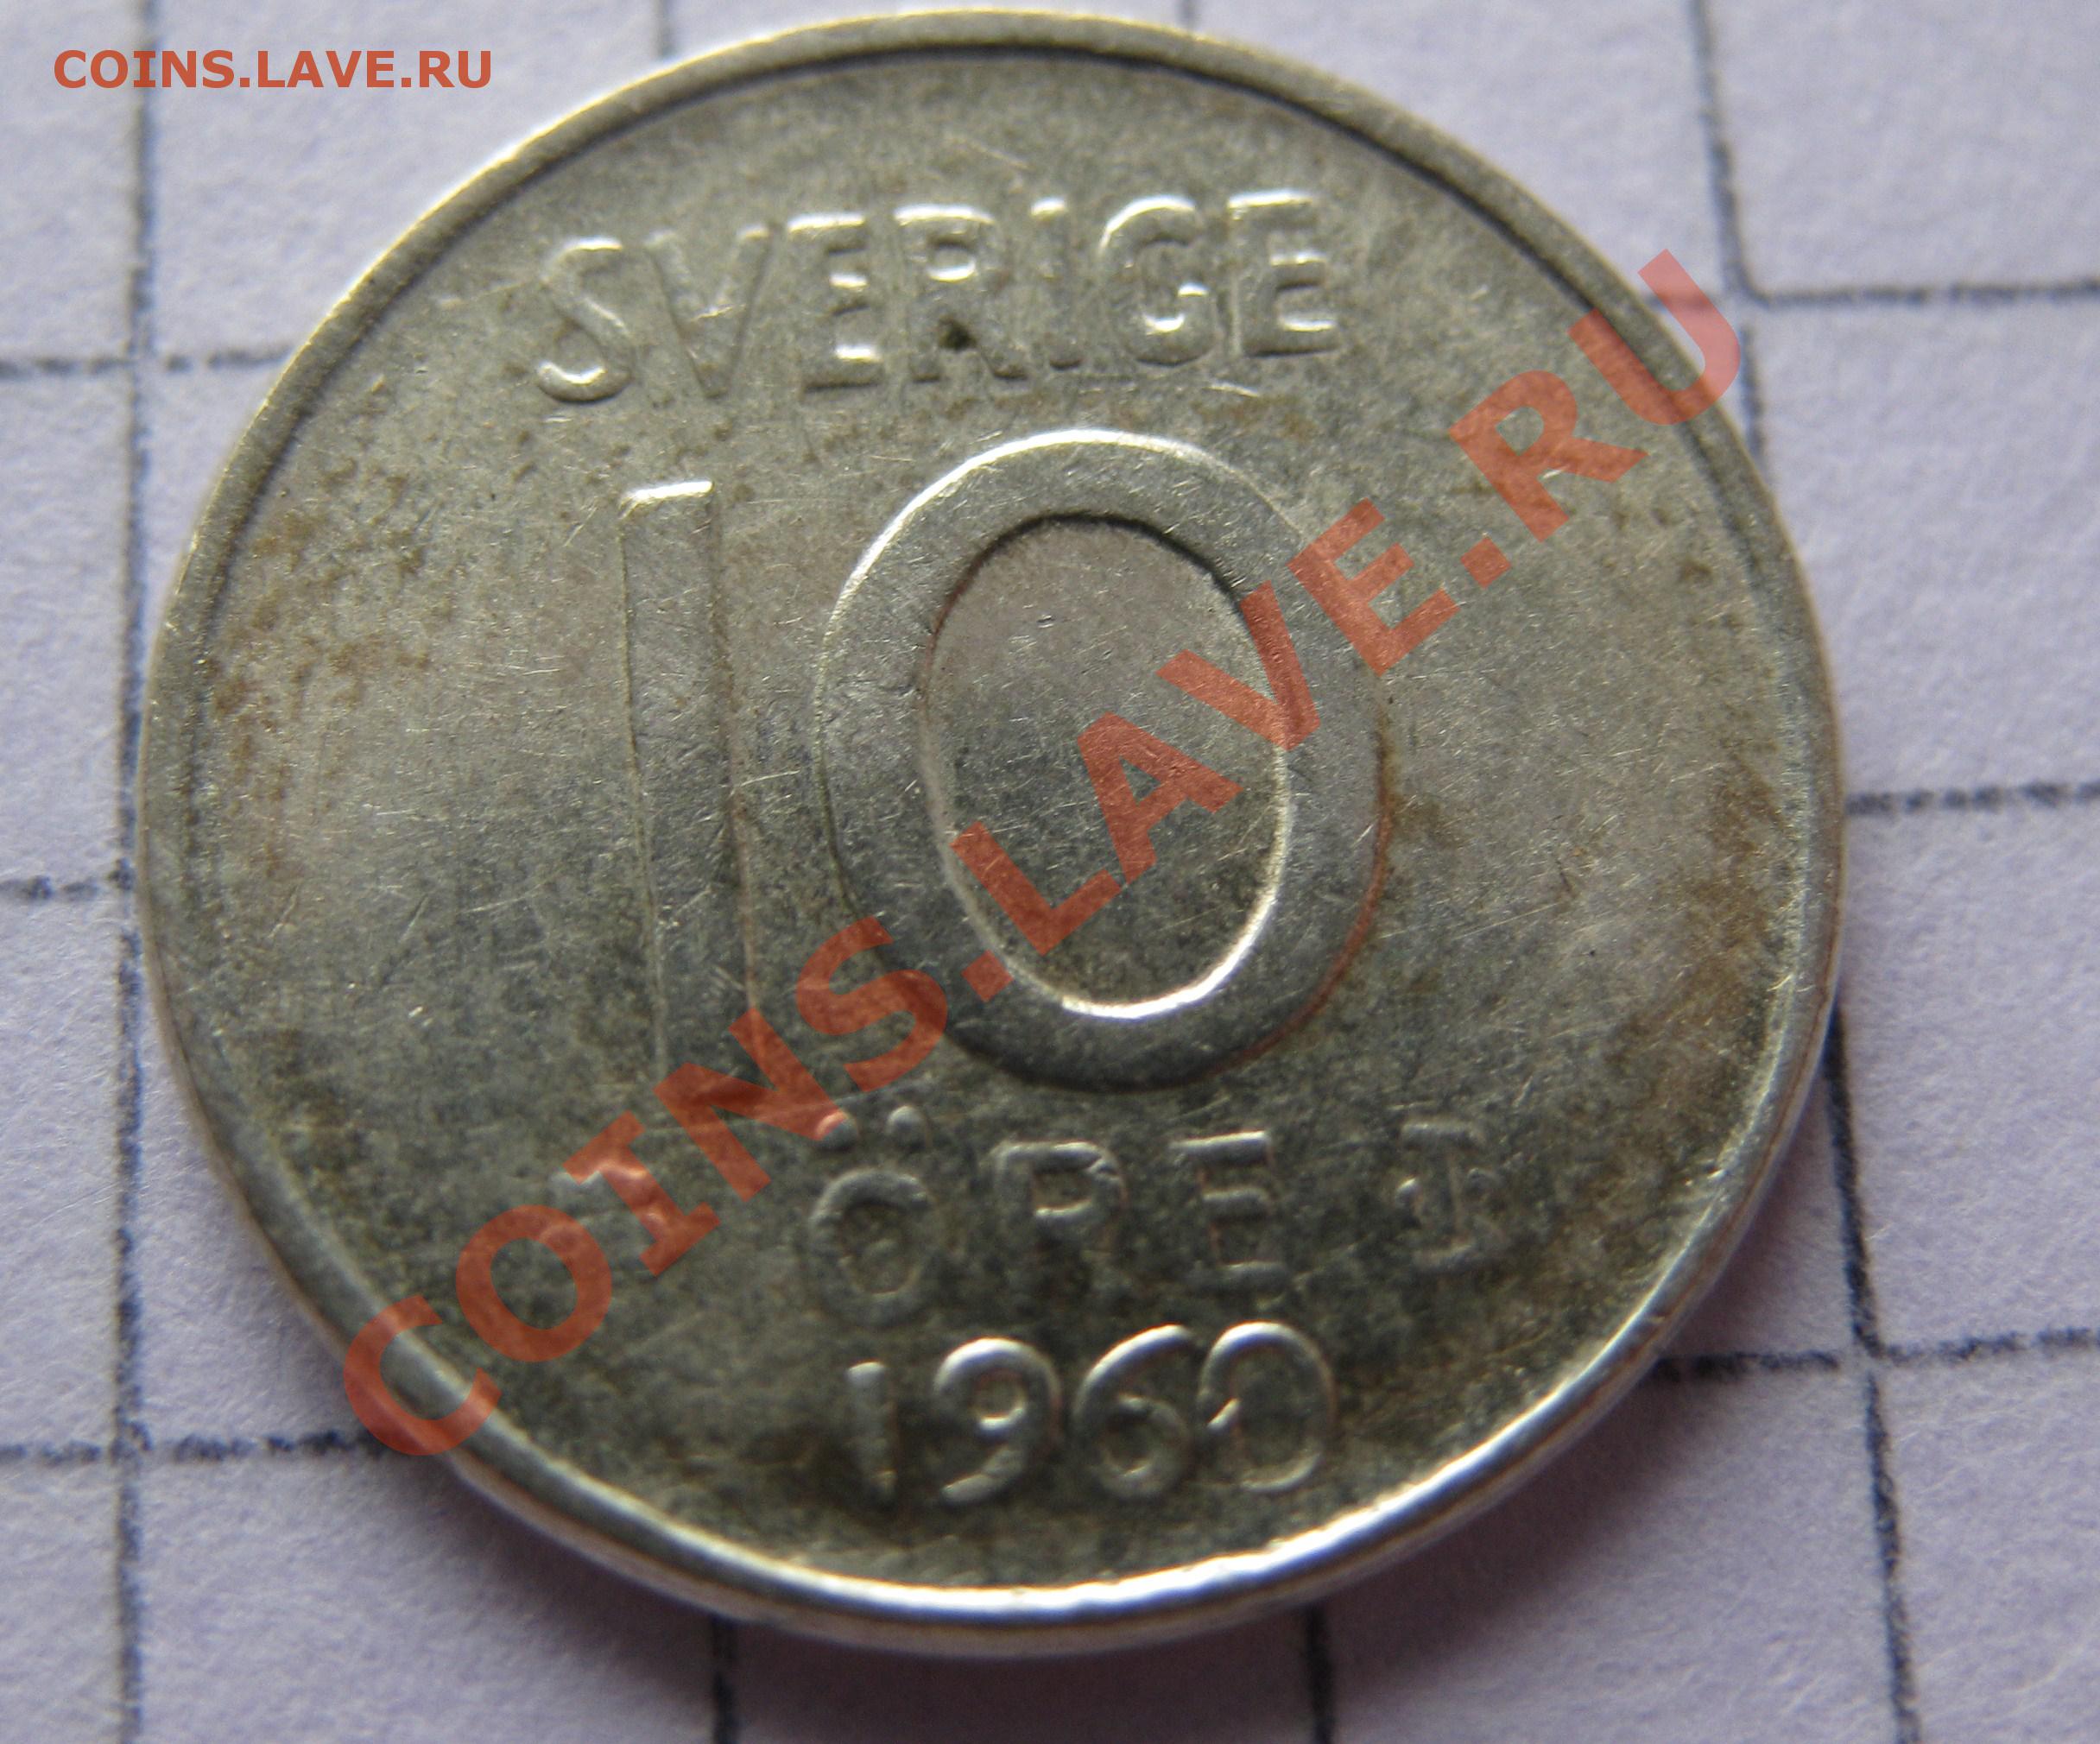 COINS.LAVE.RU
SVERIGE
10
ÖRE
1960
COINS.LAVE.RU